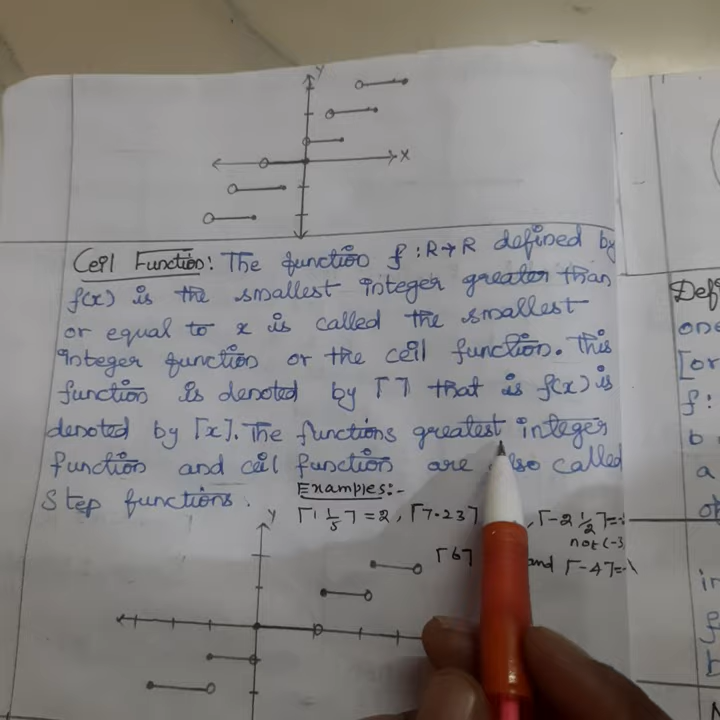 Y
X
Ceil Function: The function f : R→R defined by
f(x) is the smallest integer greater than
or equal to x is called the smallest
integer function or the ceil function. This
function is denoted by ⌈ ⌉ that is f(x) is
denoted by ⌈x⌉. The functions greatest integer
function and ceil function are also called
Step functions.
Examples:-
⌈1 1/5⌉ = 2, ⌈7.23⌉ , ⌈-2 1/2⌉ =
not (-3
⌈6⌉ and ⌈-4⌉ =
Y
Def
one
[or
f :
b
a